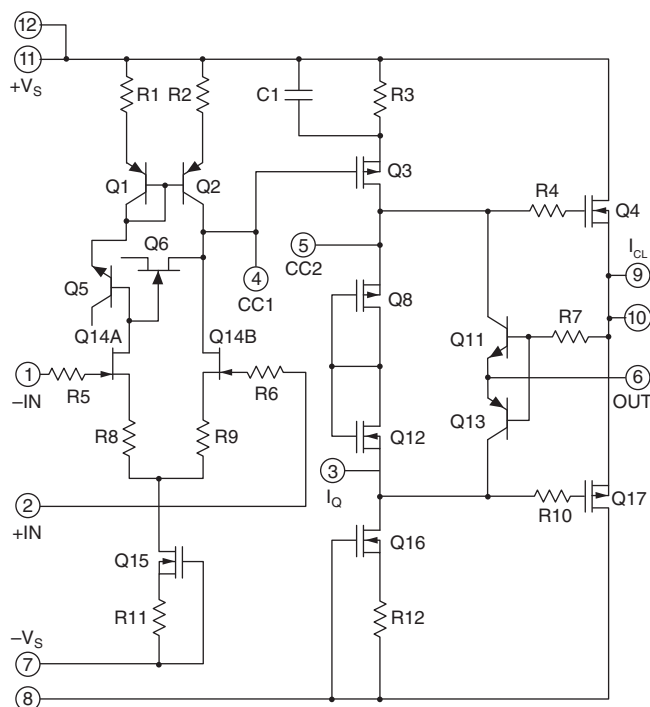 12
11
+VS
R1
R2
C1
R3
Q1
Q2
Q3
R4
Q4
Q6
4
CC1
5
CC2
ICL
9
Q5
Q8
Q14A
Q14B
Q11
R7
10
1
–IN
R5
R6
6
OUT
R8
R9
Q12
Q13
3
IQ
2
+IN
R10
Q17
Q15
Q16
R11
R12
–VS
7
8